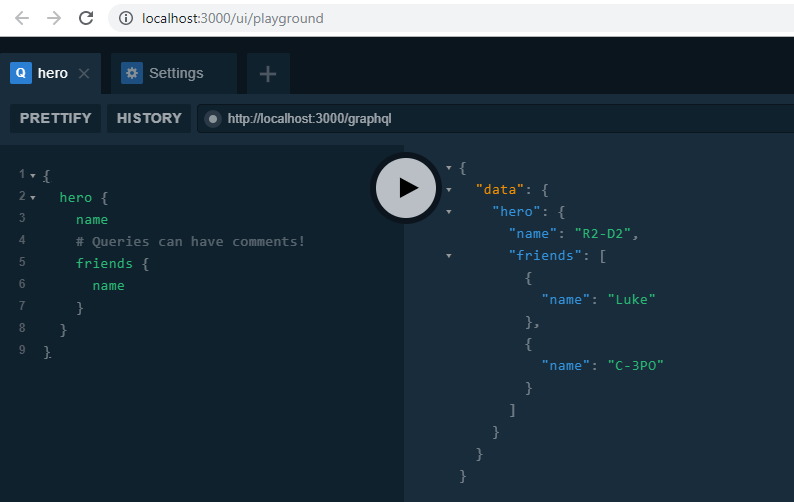 localhost:3000/ui/playground
Q hero Settings
PRETTIFY HISTORY http://localhost:3000/graphql
1 {
2 hero {
3 name
4 # Queries can have comments!
5 friends {
6 name
7 }
8 }
9 }
{
"data": {
"hero": {
"name": "R2-D2",
"friends": [
{
"name": "Luke"
},
{
"name": "C-3PO"
}
]
}
}
}